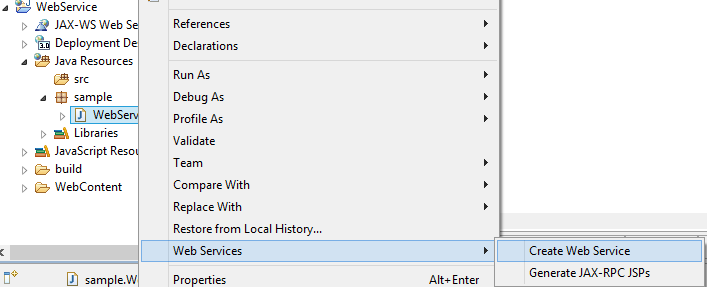 WebService
JAX-WS Web Se
Deployment De
Java Resources
src
sample
WebServ
Libraries
JavaScript Resou
build
WebContent
sample.W
References
Declarations
Run As
Debug As
Profile As
Validate
Team
Compare With
Replace With
Restore from Local History...
Web Services
Properties Alt+Enter
Create Web Service
Generate JAX-RPC JSPs